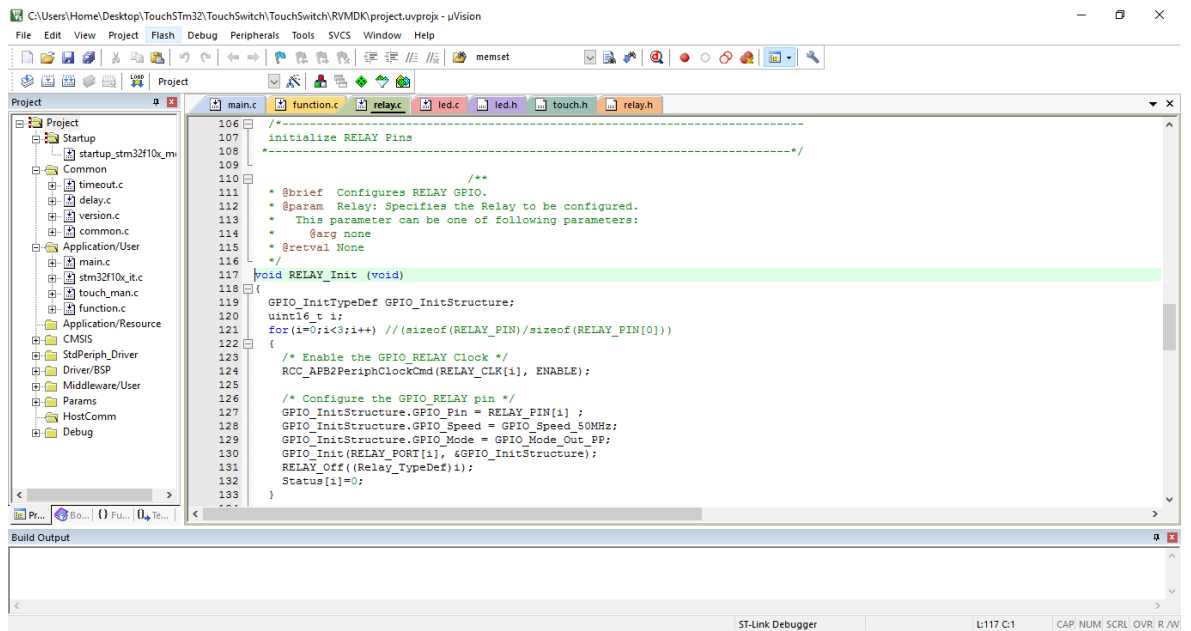 C:\Users\Home\Desktop\TouchSTm32\TouchSwitch\TouchSwitch\RVMDK\project.uvprojx - µVision
File Edit View Project Flash Debug Peripherals Tools SVCS Window Help
memset
LOAD Project
Project
main.c function.c relay.c led.c led.h touch.h relay.h
Project
Startup
startup_stm32f10x_m
Common
timeout.c
delay.c
version.c
common.c
Application/User
main.c
stm32f10x_it.c
touch_man.c
function.c
Application/Resource
CMSIS
StdPeriph_Driver
Driver/BSP
Middleware/User
Params
HostComm
Debug
Pr... Bo... {} Fu... Te...
106 /*----------------------------------------------------------------------------
107 initialize RELAY Pins
108 *----------------------------------------------------------------------------*/
109
110 /**
111 * @brief  Configures RELAY GPIO.
112 * @param  Relay: Specifies the Relay to be configured.
113 *   This parameter can be one of following parameters:
114 *     @arg none
115 * @retval None
116 */
117 void RELAY_Init (void)
118 {
119 GPIO_InitTypeDef GPIO_InitStructure;
120 uint16_t i;
121 for(i=0;i<3;i++) //(sizeof(RELAY_PIN)/sizeof(RELAY_PIN[0]))
122 {
123 /* Enable the GPIO_RELAY Clock */
124 RCC_APB2PeriphClockCmd(RELAY_CLK[i], ENABLE);
125
126 /* Configure the GPIO_RELAY pin */
127 GPIO_InitStructure.GPIO_Pin = RELAY_PIN[i] ;
128 GPIO_InitStructure.GPIO_Speed = GPIO_Speed_50MHz;
129 GPIO_InitStructure.GPIO_Mode = GPIO_Mode_Out_PP;
130 GPIO_Init(RELAY_PORT[i], &GPIO_InitStructure);
131 RELAY_Off((Relay_TypeDef)i);
132 Status[i]=0;
133 }
Build Output
ST-Link Debugger L:117 C:1 CAP NUM SCRL OVR R/W